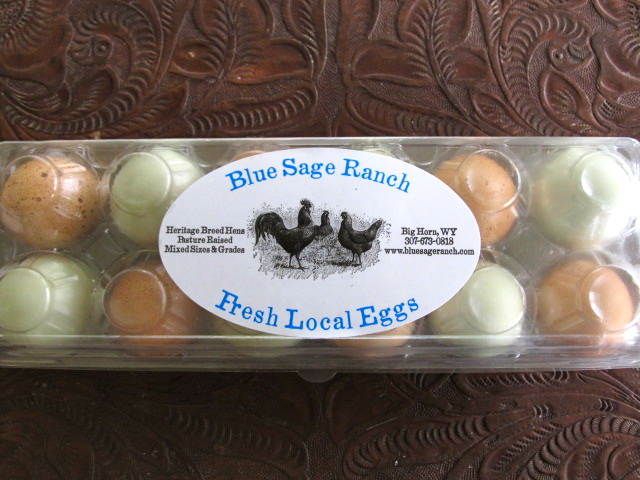 Blue Sage Ranch
Heritage Breed Hens
Pasture Raised
Mixed Sizes & Grades
Big Horn, WY
307-673-0818
www.bluesageranch.com
Fresh Local Eggs